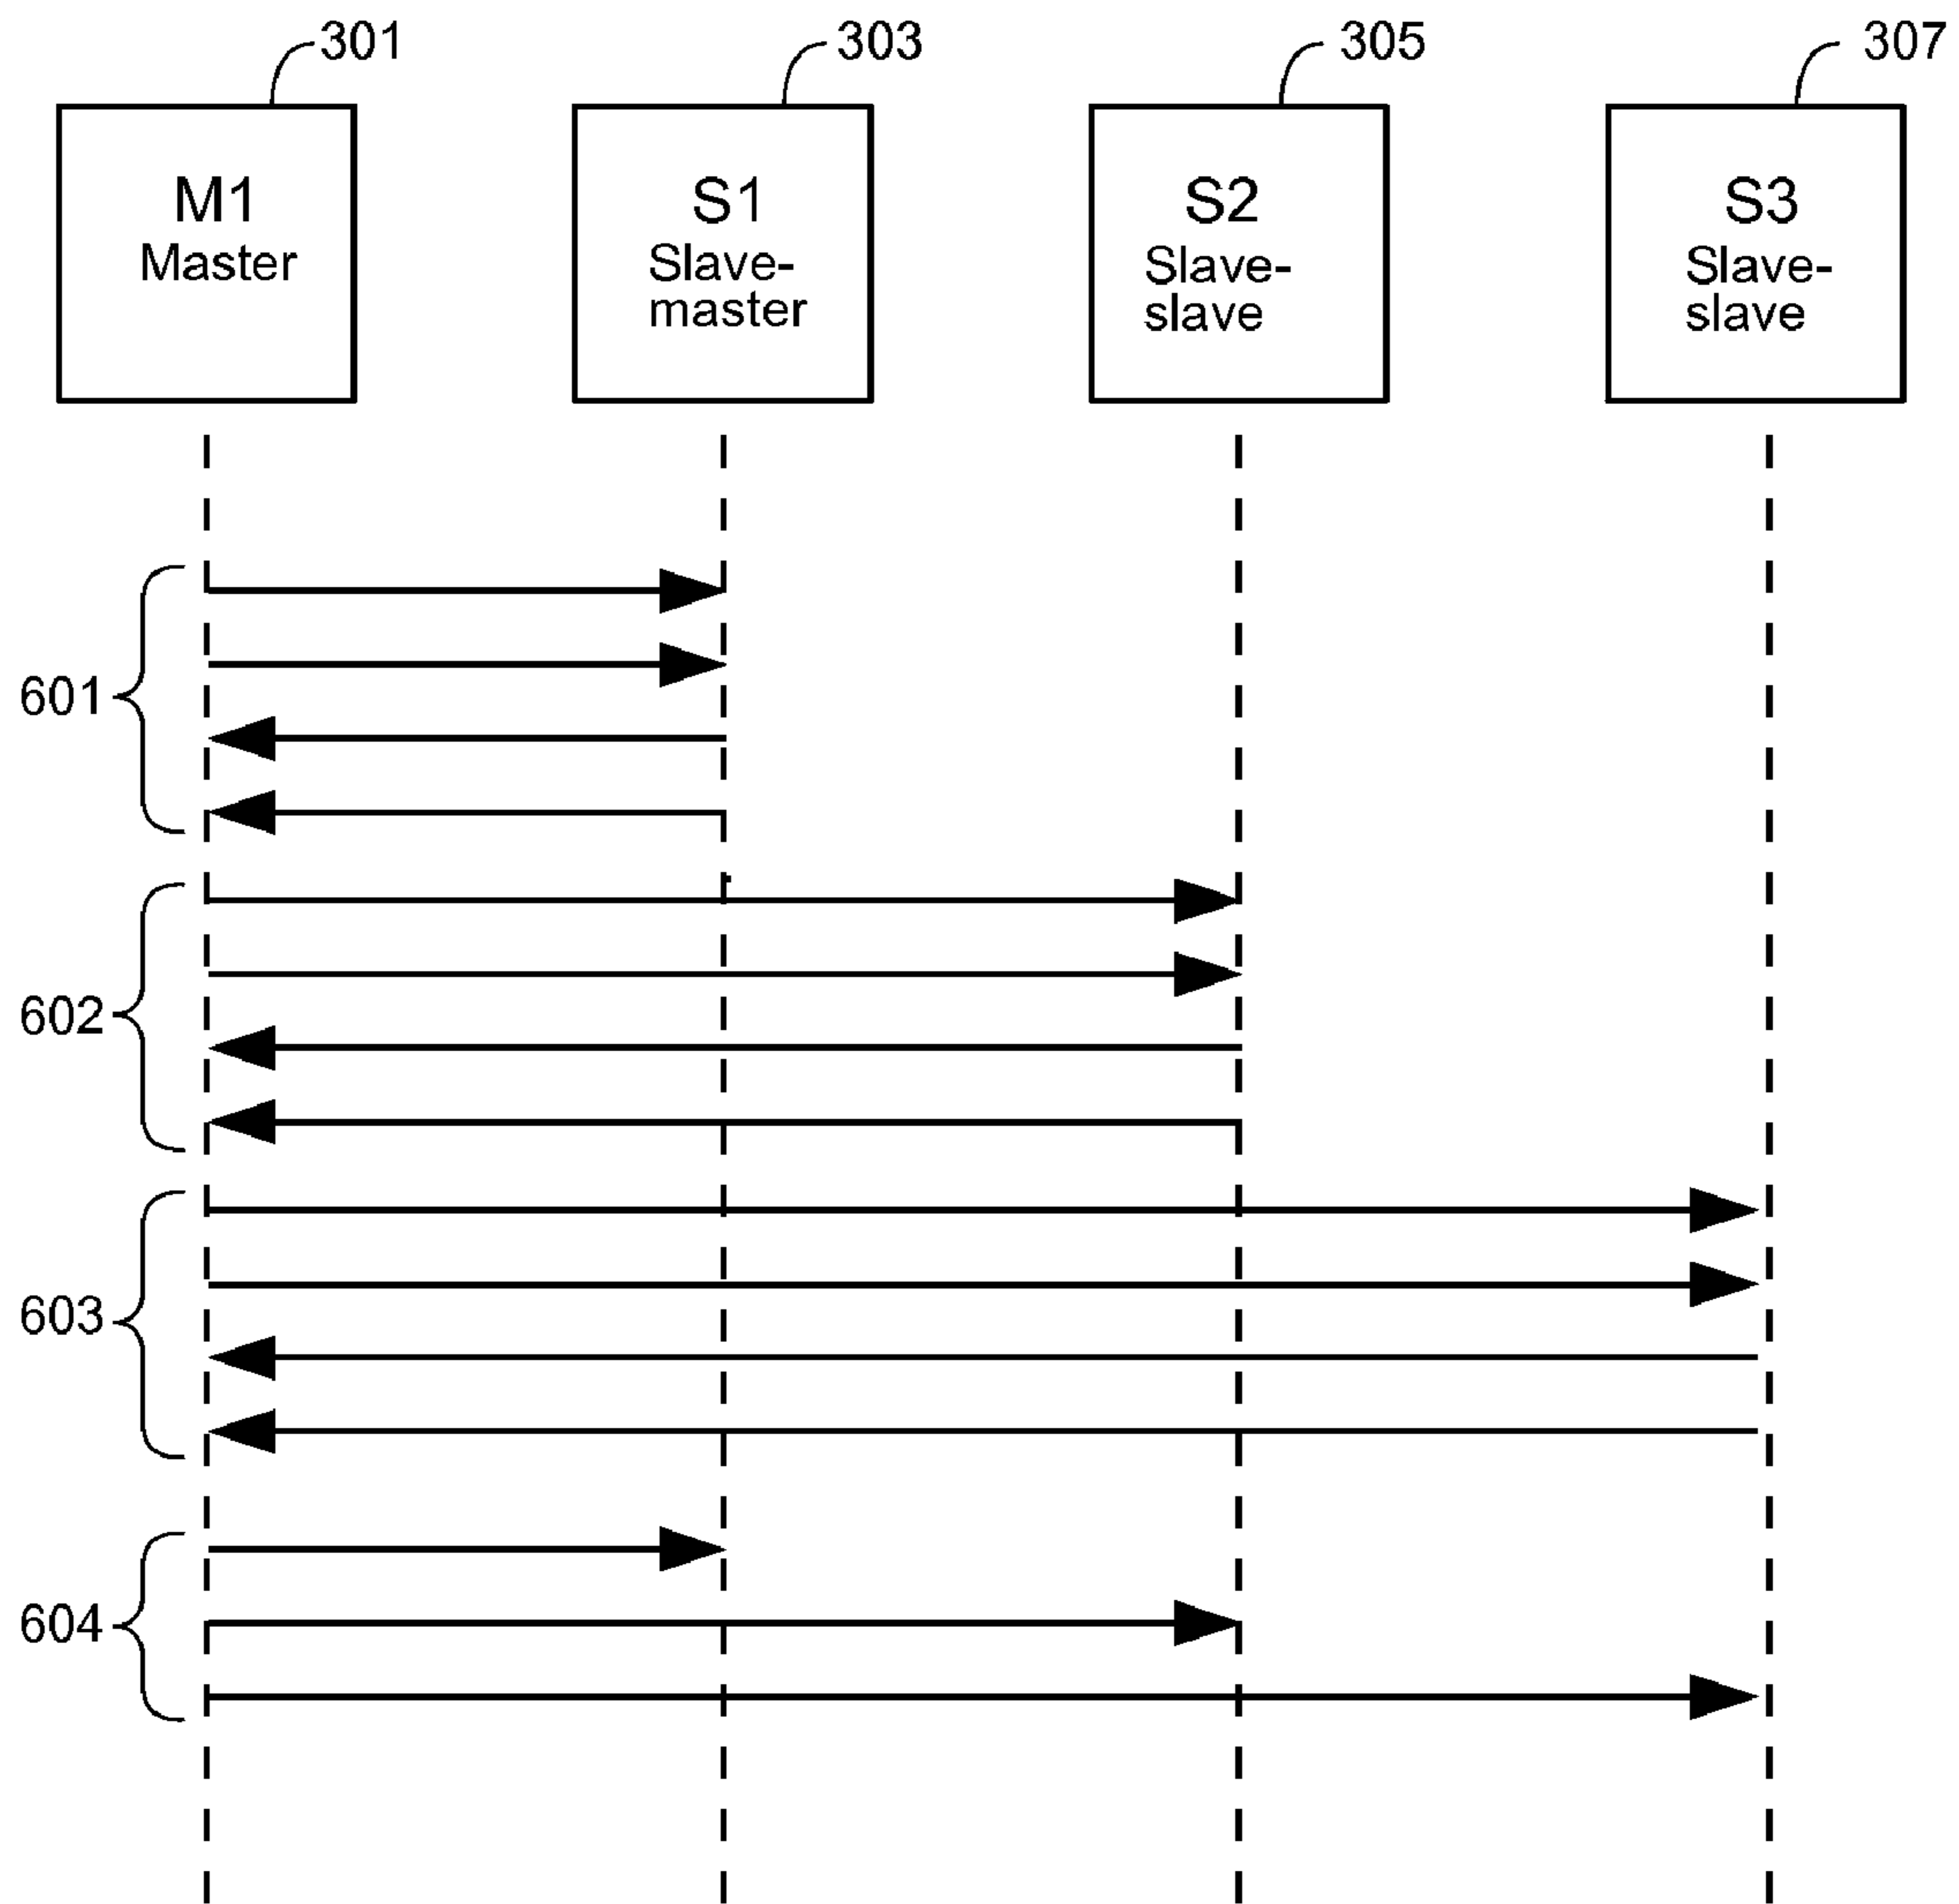 301
303
305
307
M1
Master
S1
Slave-
master
S2
Slave-
slave
S3
Slave-
slave
601
602
603
604